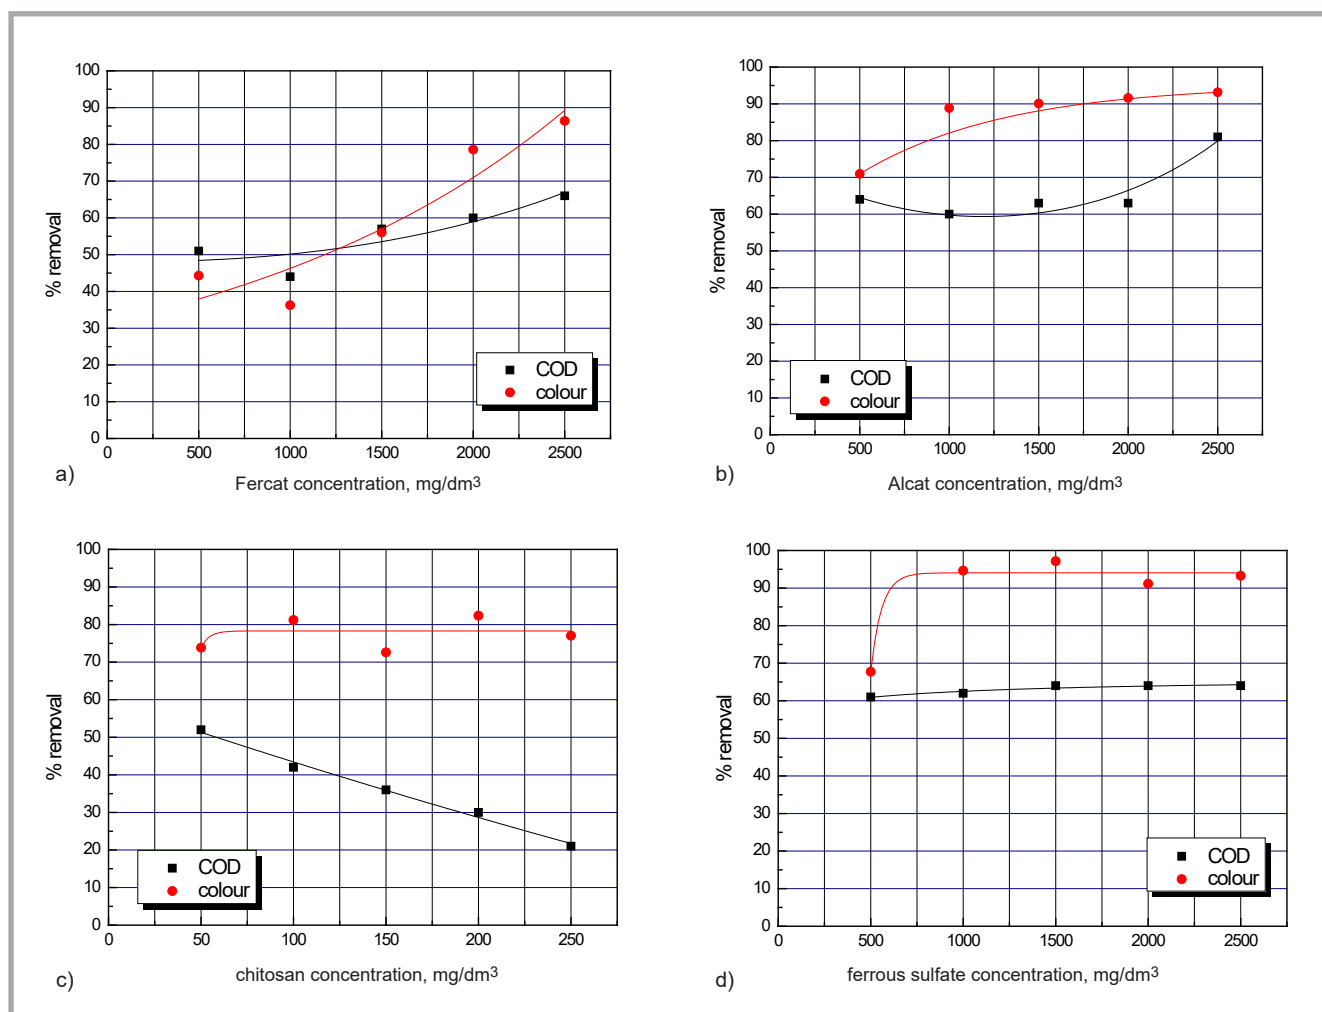 100
90
80
70
60
50
40
30
20
10
0
% removal
0 500 1000 1500 2000 2500
COD
colour
a)
Fercat concentration, mg/dm3
100
90
80
70
60
50
40
30
20
10
0
% removal
0 500 1000 1500 2000 2500
COD
colour
b)
Alcat concentration, mg/dm3
100
90
80
70
60
50
40
30
20
10
0
% removal
0 50 100 150 200 250
COD
colour
c)
chitosan concentration, mg/dm3
100
90
80
70
60
50
40
30
20
10
0
% removal
0 500 1000 1500 2000 2500
COD
colour
d)
ferrous sulfate concentration, mg/dm3